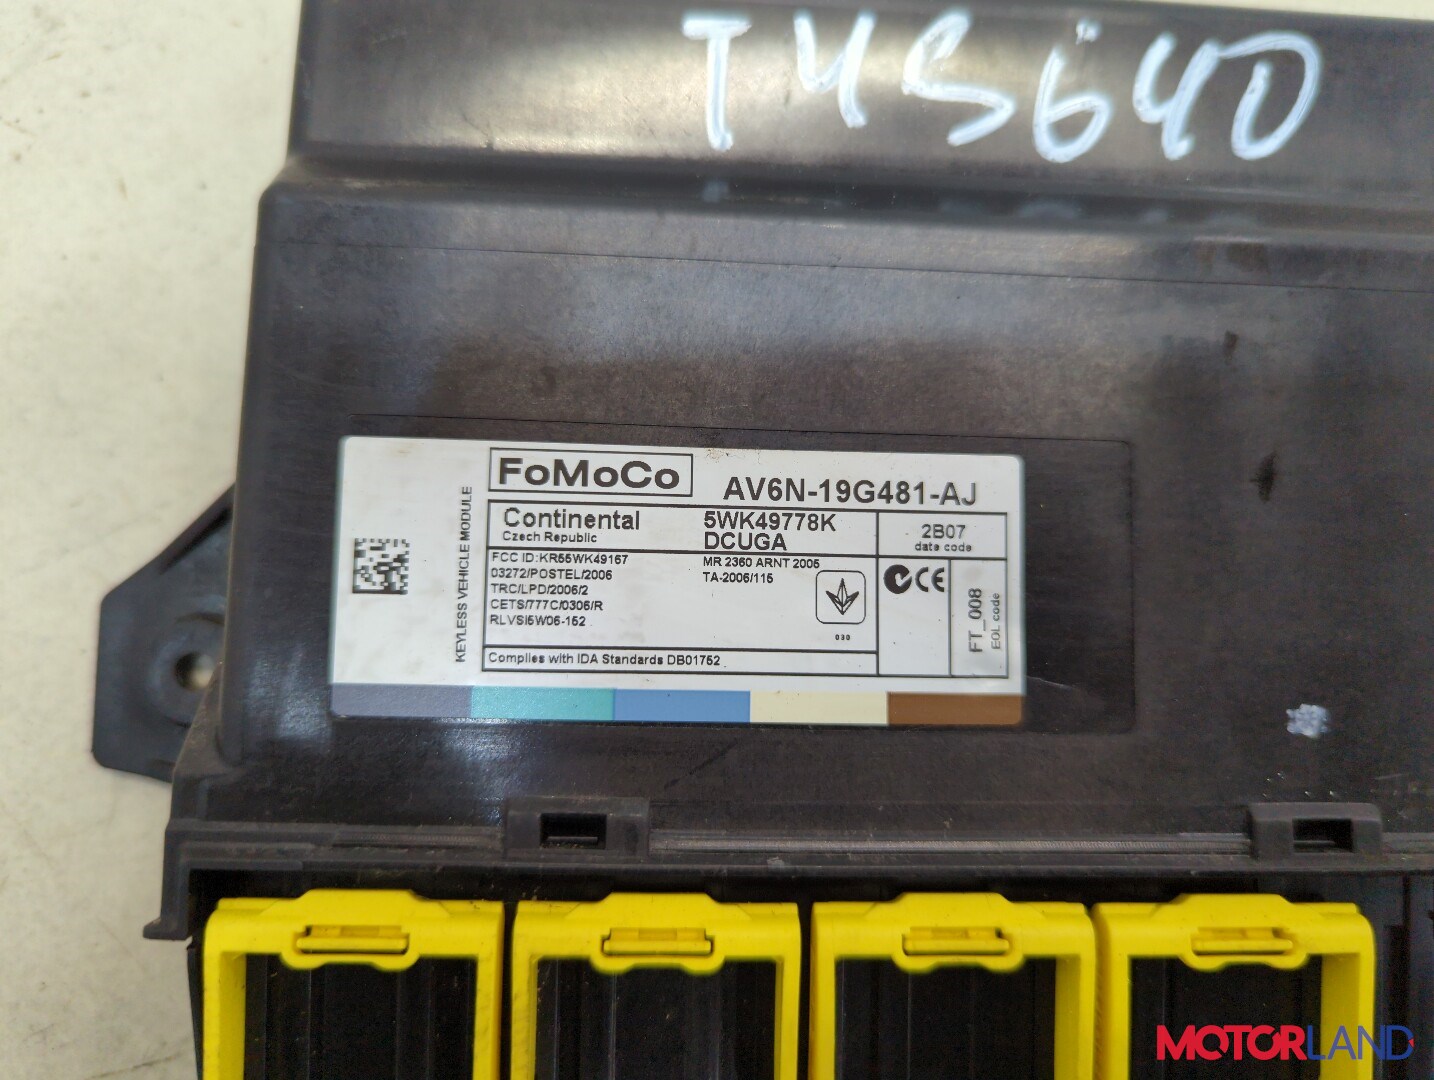 T45640
FoMoCo
AV6N-19G481-AJ
KEYLESS VEHICLE MODULE
Continental
Czech Republic
5WK49778K
DCUGA
2B07
date code
FCC ID:KR55WK49167
03272/POSTEL/2006
TRC/LPD/2006/2
CETS/777C/0306/R
RLVSI5W06-152
MR 2360 ARNT 2005
TA-2006/115
030
CE
FT_008
EOL code
Complies with IDA Standards DB01752
MOTORLAND